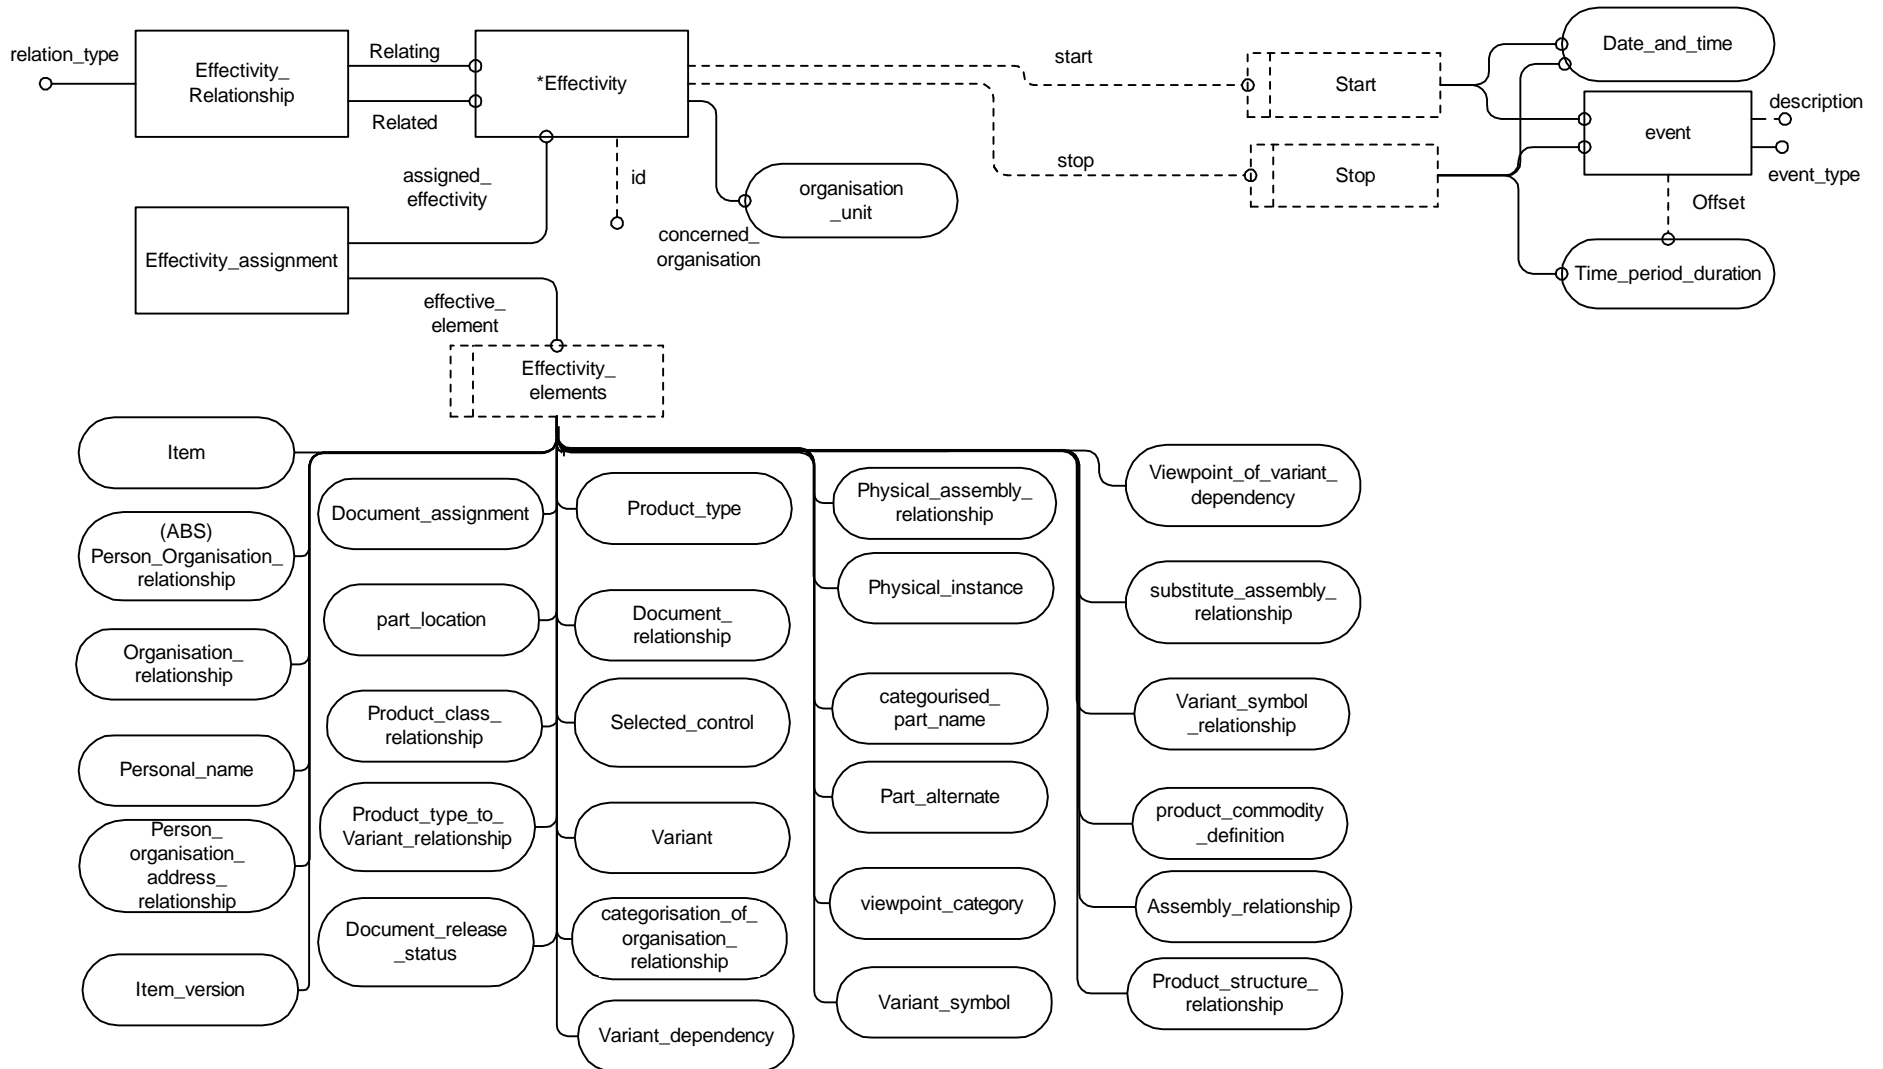 relation_type
Effectivity_
Relationship
Relating
Related
*Effectivity
start
stop
Start
Stop
Date_and_time
event
description
event_type
Offset
Time_period_duration
assigned_
effectivity
id
organisation
_unit
concerned_
organisation
Effectivity_assignment
effective_
element
Effectivity_
elements
Item
(ABS)
Person_Organisation_
relationship
Organisation_
relationship
Personal_name
Person_
organisation_
address_
relationship
Item_version
Document_assignment
part_location
Product_class_
relationship
Product_type_to_
Variant_relationship
Document_release
_status
Product_type
Document_
relationship
Selected_control
Variant
categorisation_of_
organisation_
relationship
Variant_dependency
Physical_assembly_
relationship
Physical_instance
categourised_
part_name
Part_alternate
viewpoint_category
Variant_symbol
Viewpoint_of_variant_
dependency
substitute_assembly_
relationship
Variant_symbol
_relationship
product_commodity
_definition
Assembly_relationship
Product_structure_
relationship